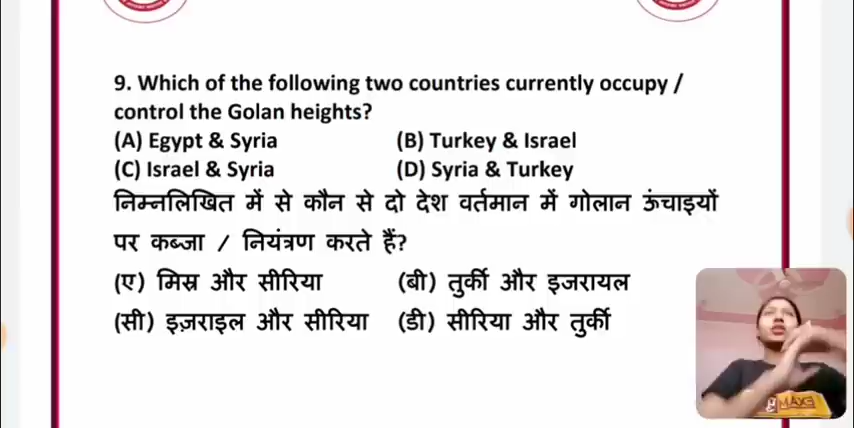 9. Which of the following two countries currently occupy /
control the Golan heights?
(A) Egypt & Syria (B) Turkey & Israel
(C) Israel & Syria (D) Syria & Turkey
निम्नलिखित में से कौन से दो देश वर्तमान में गोलान ऊंचाइयों
पर कब्जा / नियंत्रण करते हैं?
(ए) मिस्र और सीरिया (बी) तुर्की और इजरायल
(सी) इज़राइल और सीरिया (डी) सीरिया और तुर्की